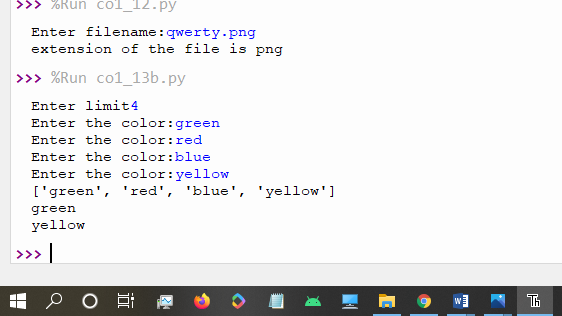 >>> %Run co1_12.py
Enter filename:qwerty.png
extension of the file is png
>>> %Run co1_13b.py
Enter limit4
Enter the color:green
Enter the color:red
Enter the color:blue
Enter the color:yellow
['green', 'red', 'blue', 'yellow']
green
yellow
>>>